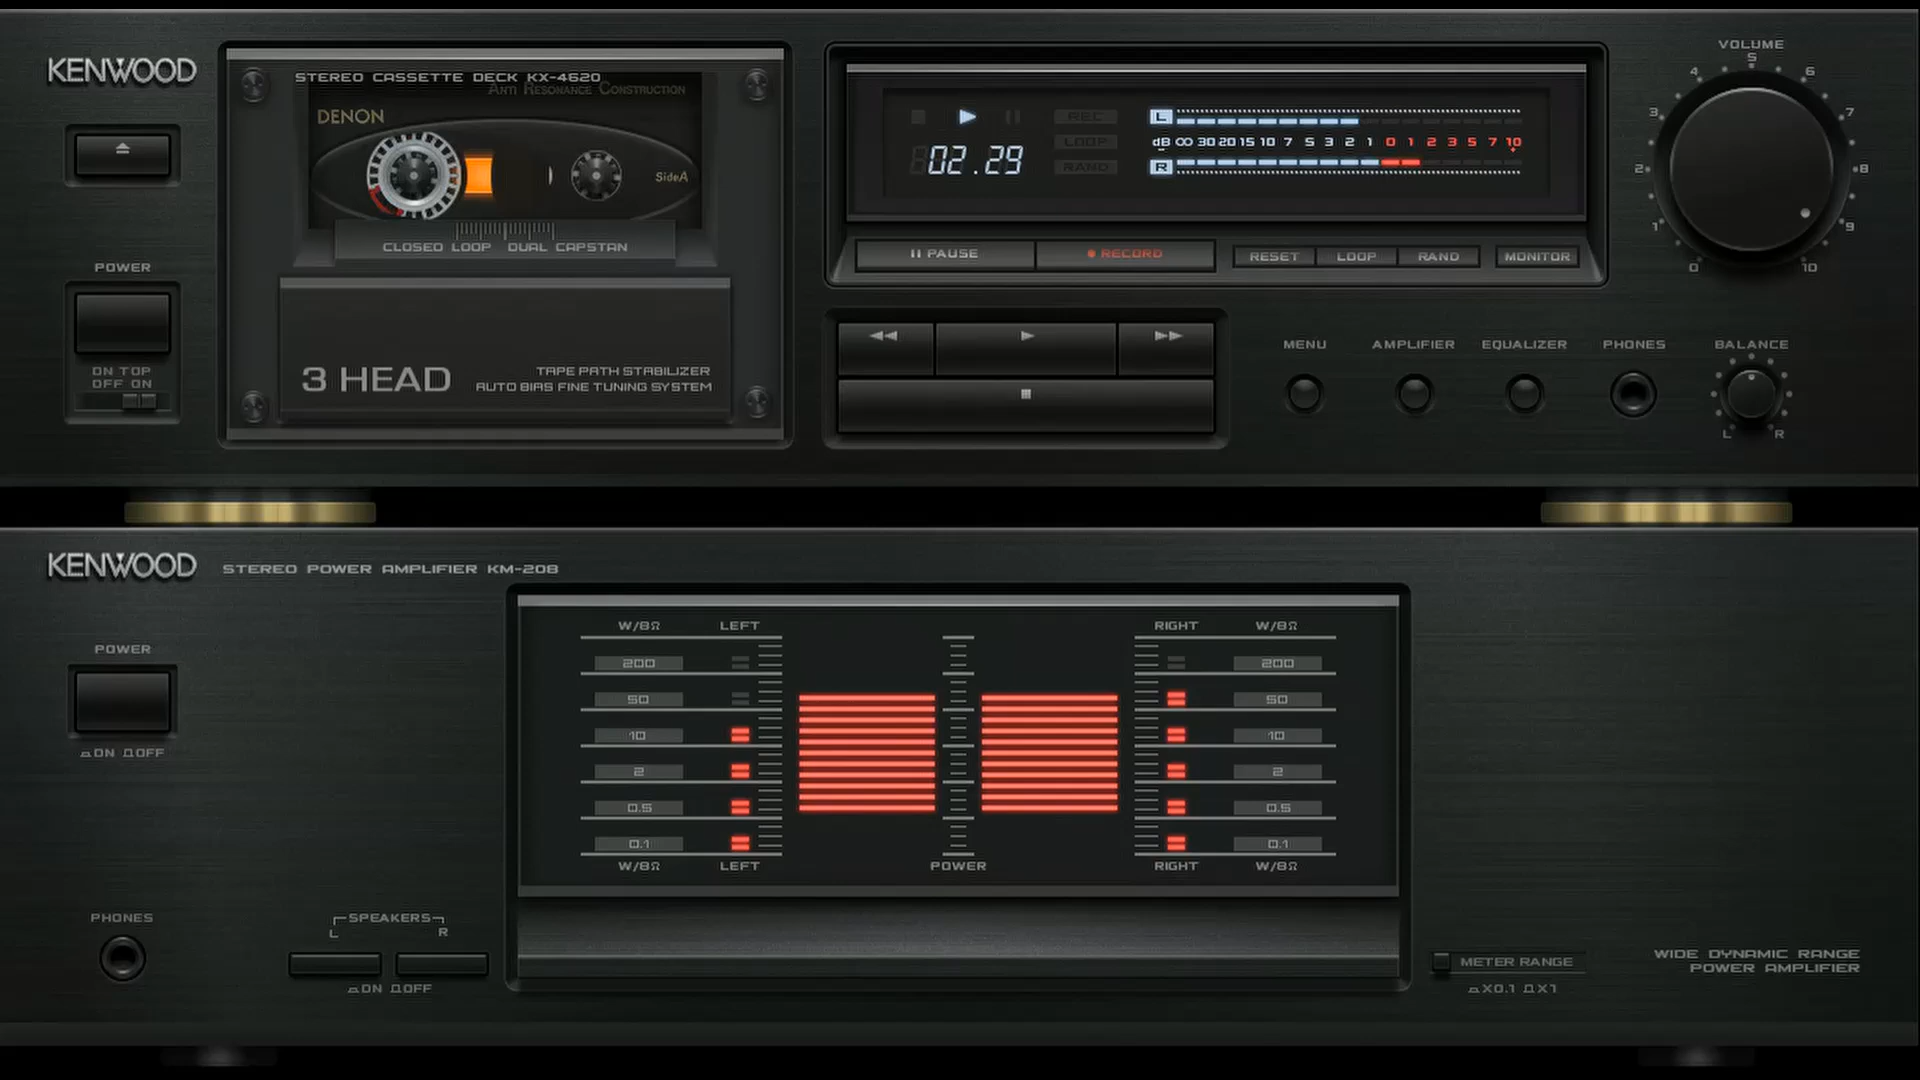 KENWOOD
STEREO CASSETTE DECK KX-4620
ANTI RESONANCE CONSTRUCTION
DENON
SideA
CLOSED LOOP DUAL CAPSTAN
POWER
ON TOP
OFF ON
3 HEAD
TAPE PATH STABILIZER
AUTO BIAS FINE TUNING SYSTEM
REC
LOOP
RAND
02.29
L
dB ∞ 30 20 15 10 7 5 3 2 1 0 1 2 3 5 7 10
R
PAUSE
RECORD
RESET
LOOP
RAND
MONITOR
VOLUME
0 1 2 3 4 5 6 7 8 9 10
MENU
AMPLIFIER
EQUALIZER
PHONES
BALANCE
L R
KENWOOD
STEREO POWER AMPLIFIER KM-208
POWER
ON OFF
PHONES
SPEAKERS
L R
ON OFF
W/8Ω LEFT
200
50
10
2
0.5
0.1
W/8Ω LEFT
POWER
RIGHT W/8Ω
200
50
10
2
0.5
0.1
RIGHT W/8Ω
METER RANGE
X0.1 X1
WIDE DYNAMIC RANGE
POWER AMPLIFIER